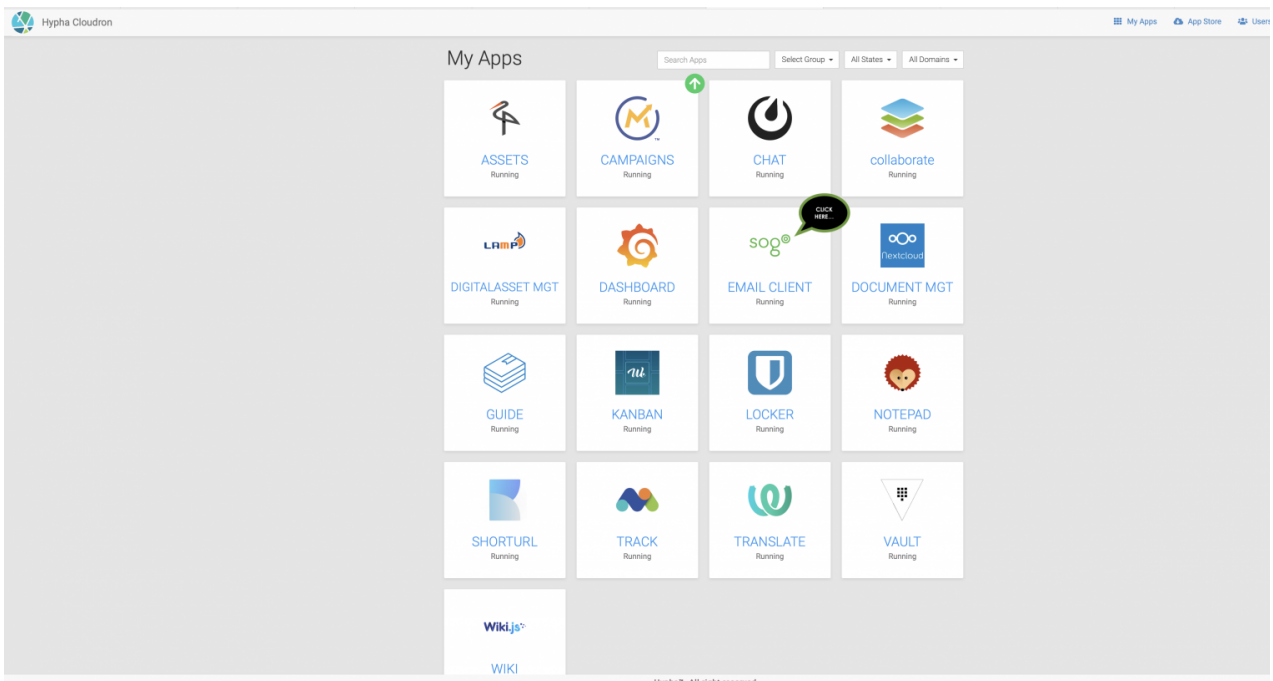 Hypha Cloudron
My Apps
App Store
Users
My Apps
Search Apps
Select Group
All States
All Domains
ASSETS
Running
CAMPAIGNS
Running
CHAT
Running
collaborate
Running
LAMP
CLICK
HERE...
sogo
nextcloud
DIGITALASSET MGT
Running
DASHBOARD
Running
EMAIL CLIENT
Running
DOCUMENT MGT
Running
GUIDE
Running
KANBAN
Running
LOCKER
Running
NOTEPAD
Running
SHORTURL
Running
TRACK
Running
TRANSLATE
Running
VAULT
Running
Wiki.js
WIKI